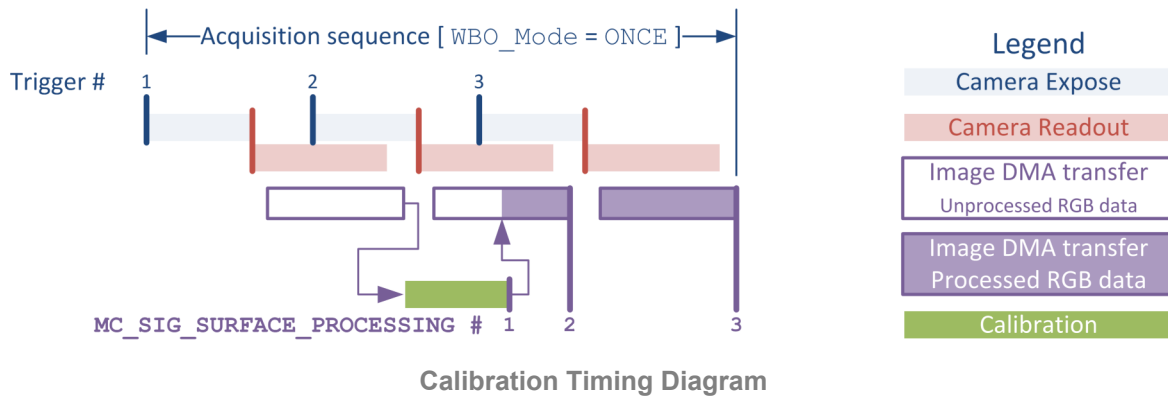 Acquisition sequence [ WBO_Mode = ONCE ]
Trigger # 1 2 3
MC_SIG_SURFACE_PROCESSING # 1 2 3
Legend
Camera Expose
Camera Readout
Image DMA transfer
Unprocessed RGB data
Image DMA transfer
Processed RGB data
Calibration
Calibration Timing Diagram